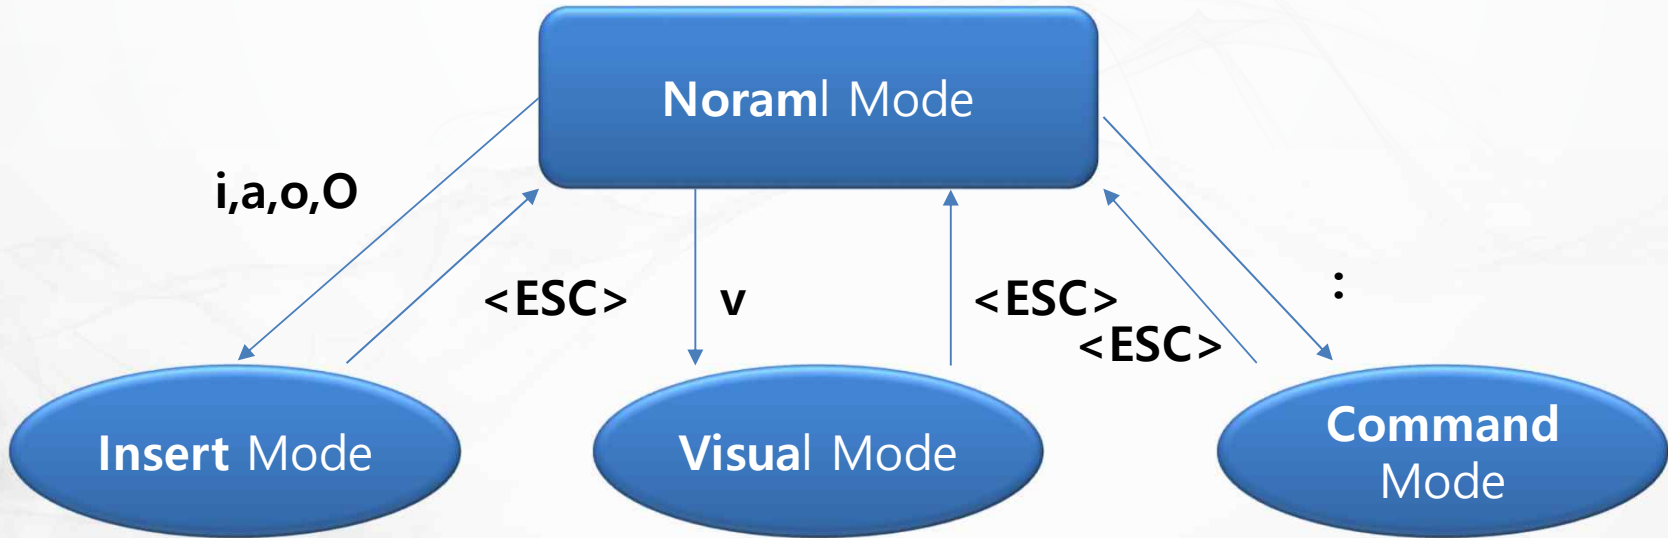 Noraml Mode
i,a,o,O
<ESC>
v
<ESC>
<ESC>
:
Insert Mode
Visual Mode
Command
Mode